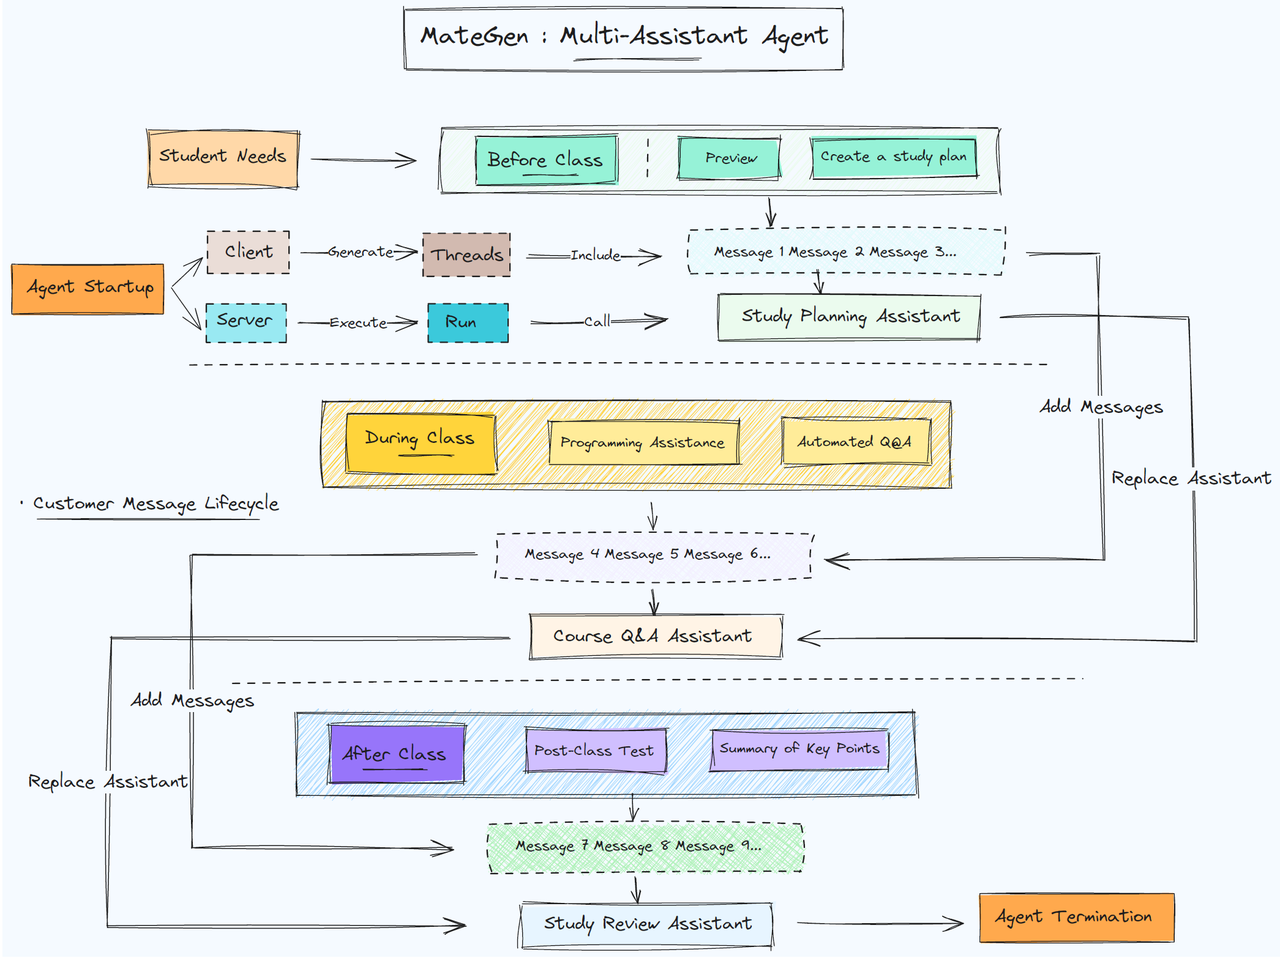 MateGen : Multi-Assistant Agent
Student Needs
Before Class
Preview
Create a study plan
Client
Generate
Threads
Include
Message 1 Message 2 Message 3...
Agent Startup
Server
Execute
Run
Call
Study Planning Assistant
Add Messages
Replace Assistant
During Class
Programming Assistance
Automated Q@A
· Customer Message Lifecycle
Message 4 Message 5 Message 6...
Course Q&A Assistant
Add Messages
Replace Assistant
After Class
Post-Class Test
Summary of Key Points
Message 7 Message 8 Message 9...
Study Review Assistant
Agent Termination